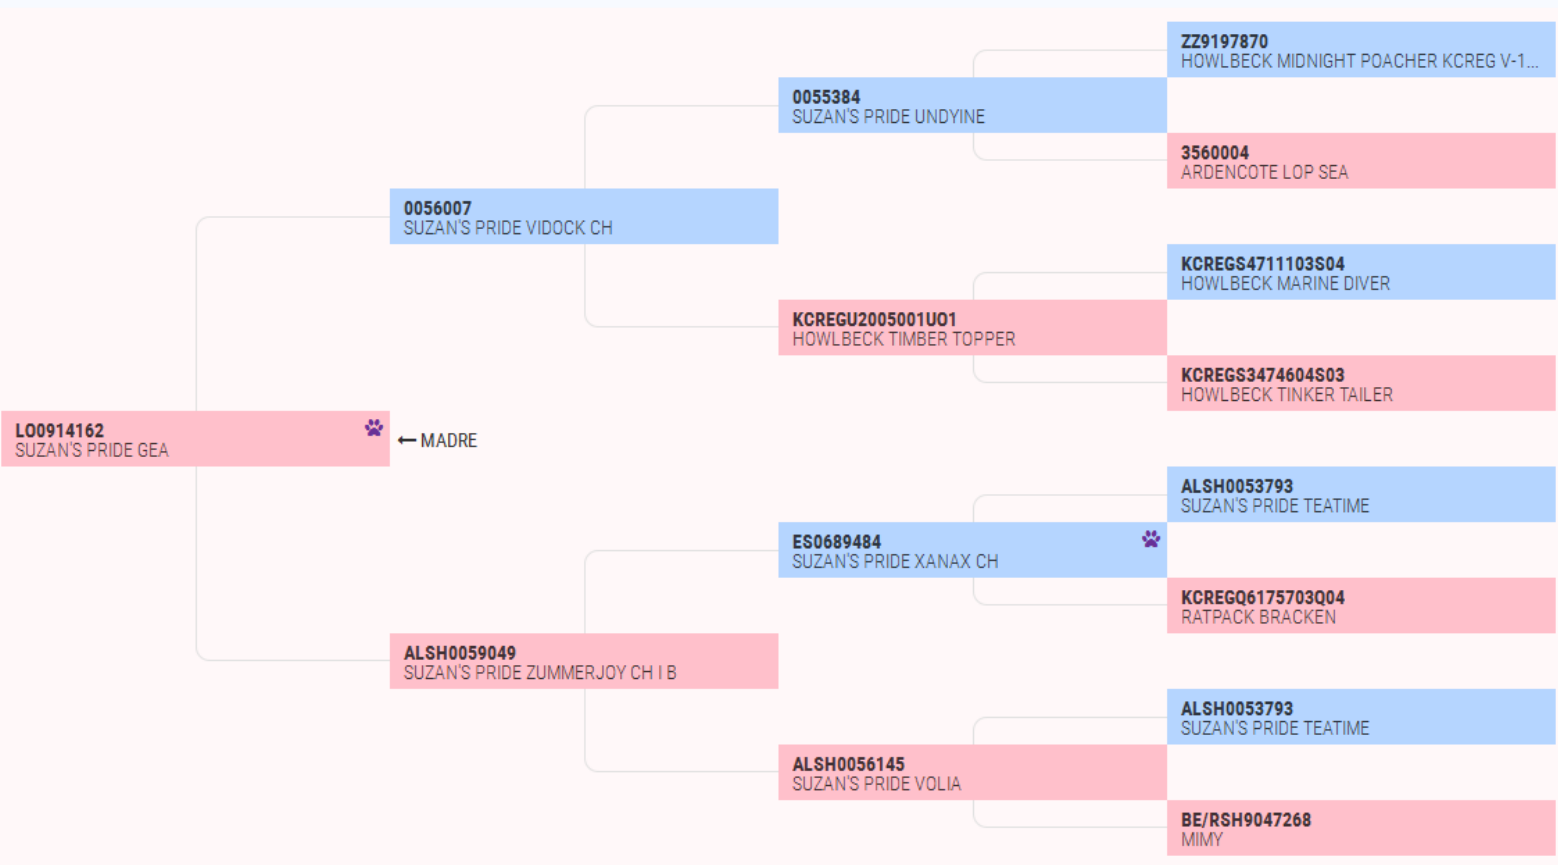 ZZ9197870
HOWLBECK MIDNIGHT POACHER KCREG V-1...
0055384
SUZAN'S PRIDE UNDYINE
3560004
ARDENCOTE LOP SEA
0056007
SUZAN'S PRIDE VIDOCK CH
KCREGS4711103S04
HOWLBECK MARINE DIVER
KCREGU2005001U01
HOWLBECK TIMBER TOPPER
KCREGS3474604S03
HOWLBECK TINKER TAILER
LO0914162
SUZAN'S PRIDE GEA
← MADRE
ALSH0053793
SUZAN'S PRIDE TEATIME
ES0689484
SUZAN'S PRIDE XANAX CH
KCREGQ6175703Q04
RATPACK BRACKEN
ALSH0059049
SUZAN'S PRIDE ZUMMERJOY CH I B
ALSH0053793
SUZAN'S PRIDE TEATIME
ALSH0056145
SUZAN'S PRIDE VOLIA
BE/RSH9047268
MIMY